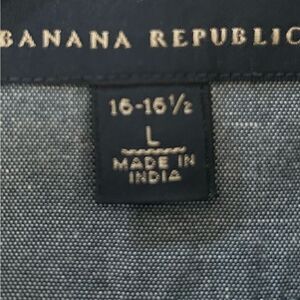 BANANA REPUBLIC
16-16½
L
MADE IN
INDIA